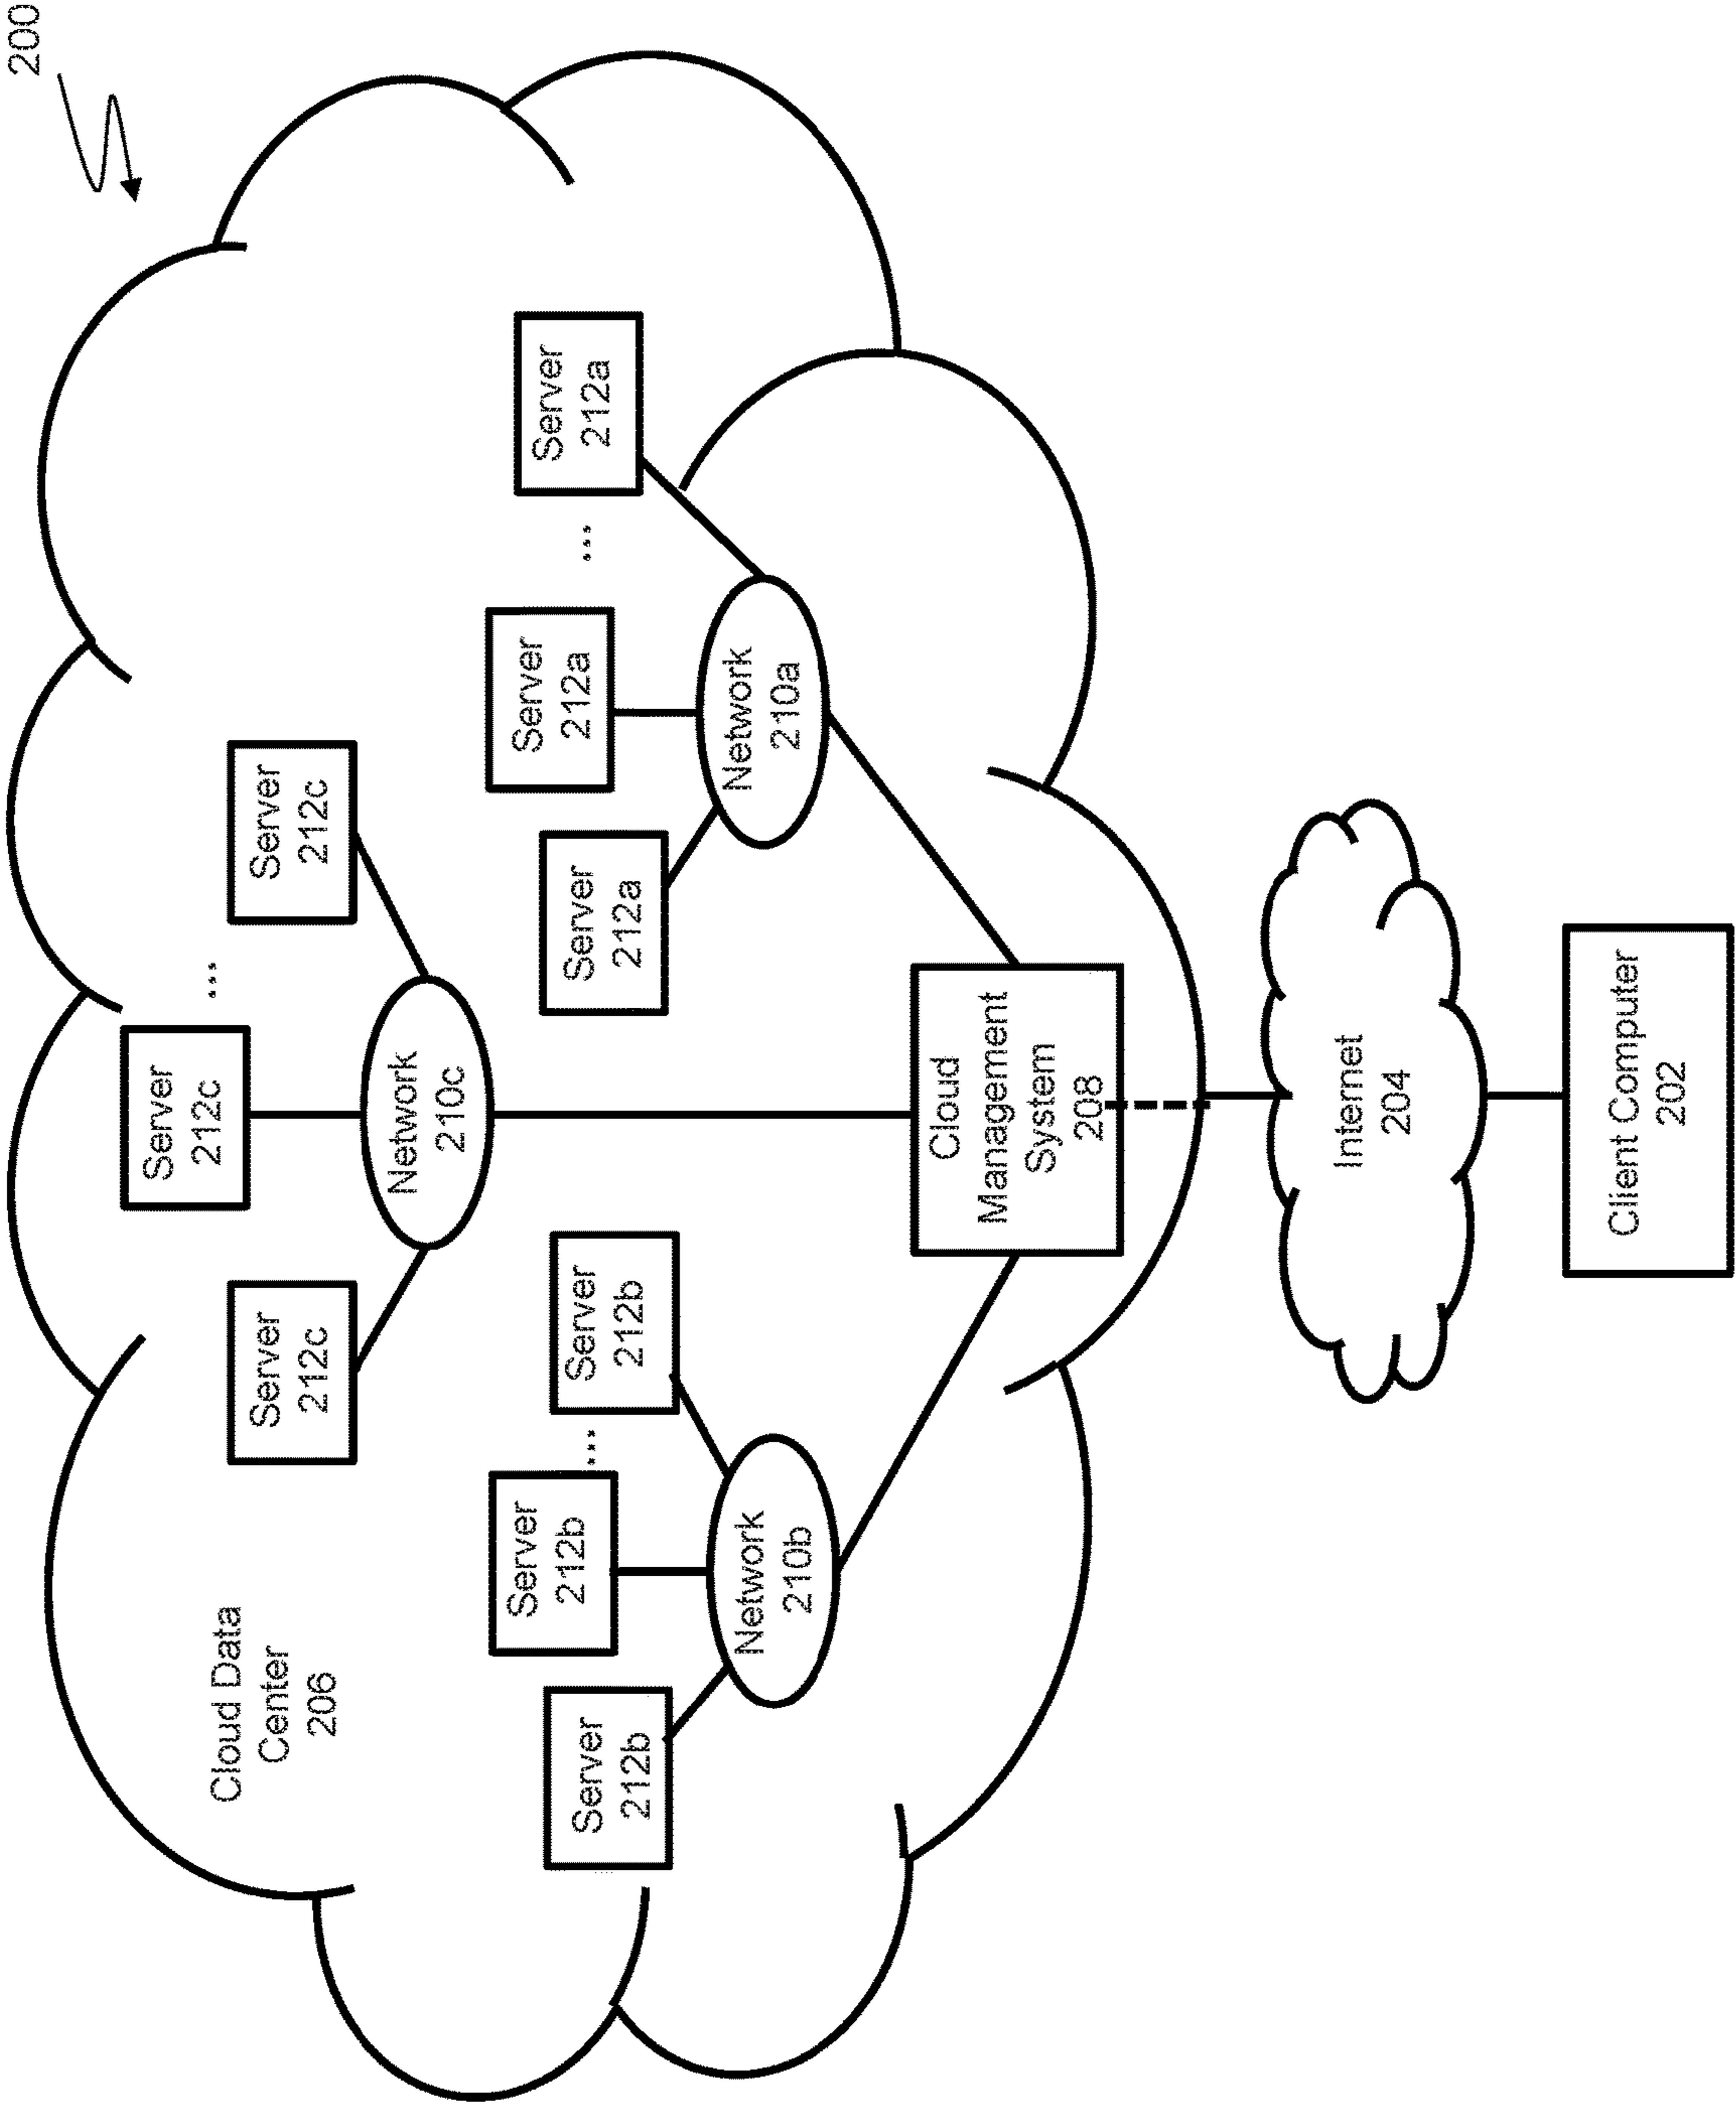 200
Cloud Data
Center
206
Server
212c
Server
212c
...
Server
212c
Network
210c
Server
212b
Server
212b
...
Server
212b
Network
210b
Server
212a
Server
212a
...
Server
212a
Network
210a
Cloud
Management
System
208
Internet
204
Client Computer
202